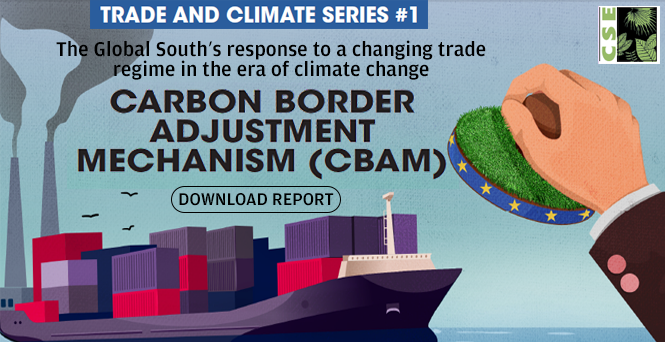 TRADE AND CLIMATE SERIES #1
CSE
The Global South's response to a changing trade
regime in the era of climate change
CARBON BORDER
ADJUSTMENT
MECHANISM (CBAM)
DOWNLOAD REPORT